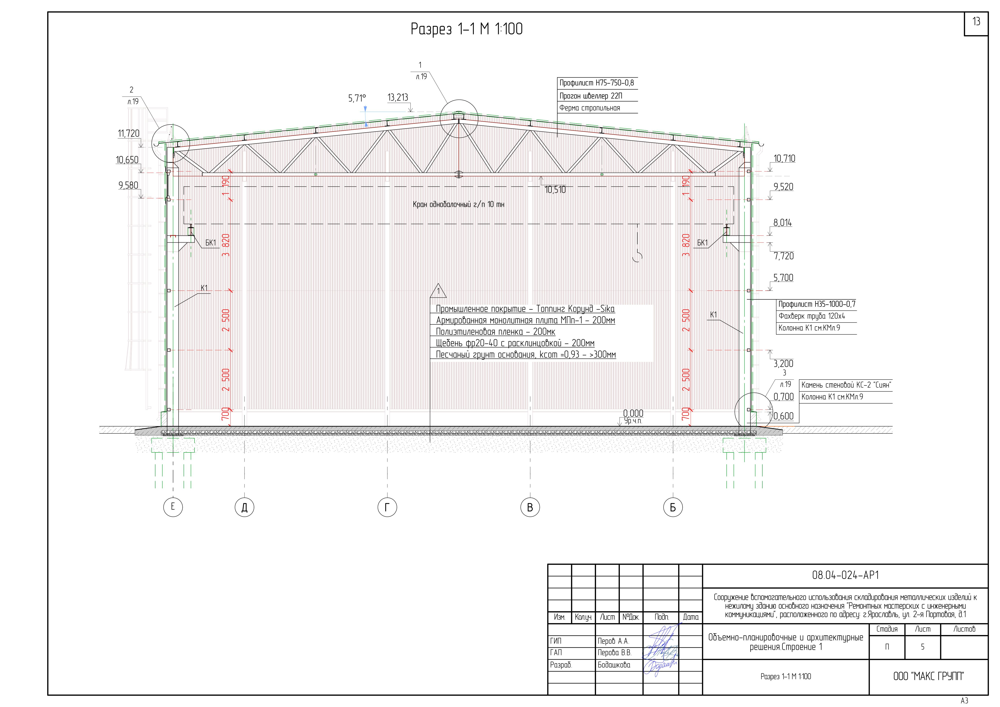 13
Разрез 1-1 М 1:100
1
л.19
2
л.19
5,71°
13,213
Профлист Н75-750-0,8
Прогон швеллер 22П
Ферма стропильная
11,720
10,650
9,580
10,710
9,520
8,014
7,720
5,700
3,200
0,700
0,600
10,510
1 190
3 820
2 500
2 500
700
1 190
3 820
2 500
2 500
700
Кран однобалочный г/п 10 тн
БК1
БК1
К1
К1
1
Промышленное покрытие - Топпинг Корунд -Sika
Армированная монолитная плита МПп-1 - 200мм
Полиэтиленовая пленка - 200мк
Щебень фр20-40 с расклинцовкой - 200мм
Песчаный грунт основания, kcom =0,93 - >300мм
Профлист Н35-1000-0,7
Фахверк труба 120х4
Колонна К1 см.КМл.9
3
л.19
Камень стеновой КС-2 "Сиян"
Колонна К1 см.КМл.9
0,000
Ур.ч.п.
Е
Д
Г
В
Б
08.04-024-АР1
Сооружение вспомогательного использования складирования металлических изделий к
нежилому зданию основного назначения "Ремонтных мастерских с инженерными
коммуникациями", расположенного по адресу: г.Ярославль, ул. 2-я Портовая, д.1
Изм. Кол.уч. Лист №Док. Подп. Дата
ГИП Перов А.А.
ГАП Перова В.В.
Разраб. Бодашкова
Объемно-планировочные и архитектурные
решения.Строение 1
Стадия Лист Листов
П 5
Разрез 1-1 М 1:100
ООО "МАКС ГРУПП"
А3